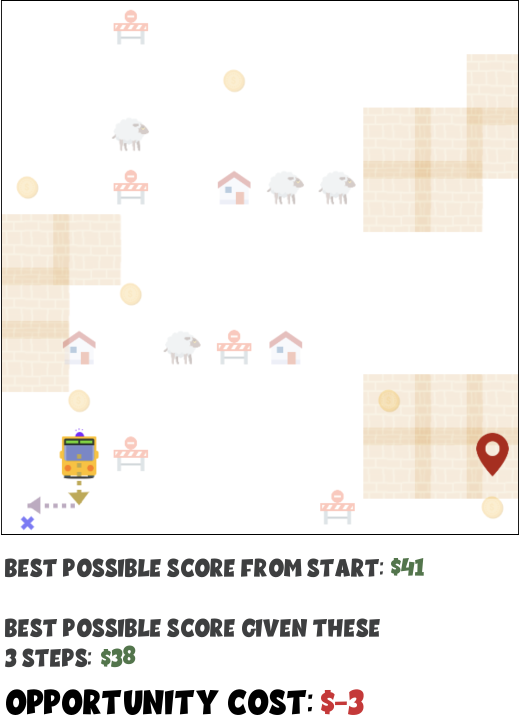 BEST POSSIBLE SCORE FROM START: $41
BEST POSSIBLE SCORE GIVEN THESE
3 STEPS: $38
OPPORTUNITY COST: $-3